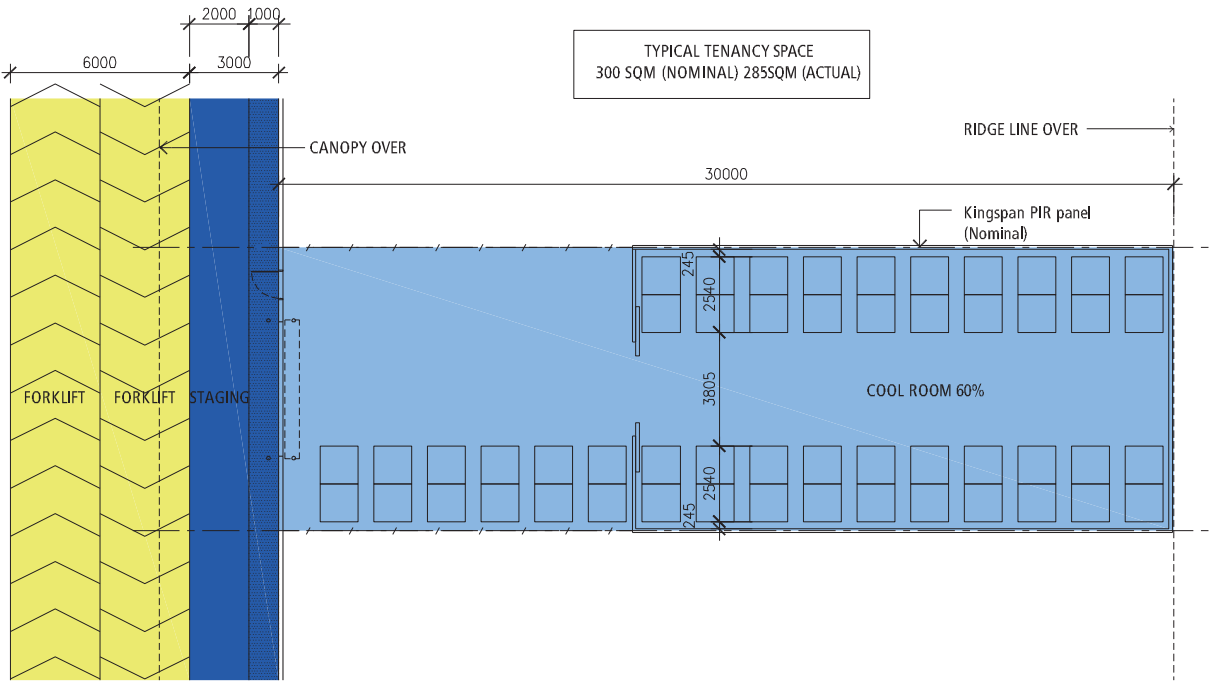 2000
1000
TYPICAL TENANCY SPACE
300 SQM (NOMINAL) 285SQM (ACTUAL)
6000
3000
RIDGE LINE OVER
CANOPY OVER
30000
Kingspan PIR panel
(Nominal)
245
2540
FORKLIFT
FORKLIFT
STAGING
3805
COOL ROOM 60%
2540
245